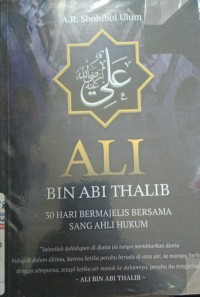 A.R. Shohibul Ulum
علي
ALI
BIN ABI THALIB
30 HARI BERMAJELIS BERSAMA
SANG AHLI HUKUM
"Jalanilah kehidupan di dunia ini tanpa membiarkan dunia
hidup di dalam dirimu, karena ketika perahu berada di atas air, ia mampu
dengan sempurna, tetapi ketika air masuk ke dalamnya, perahu itu
- ALI BIN ABI THALIB -